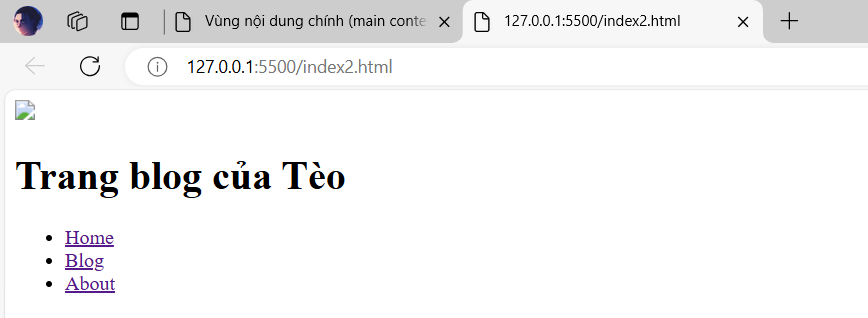 Vùng nội dung chính (main conte
127.0.0.1:5500/index2.html
127.0.0.1:5500/index2.html
Trang blog của Tèo
Home
Blog
About